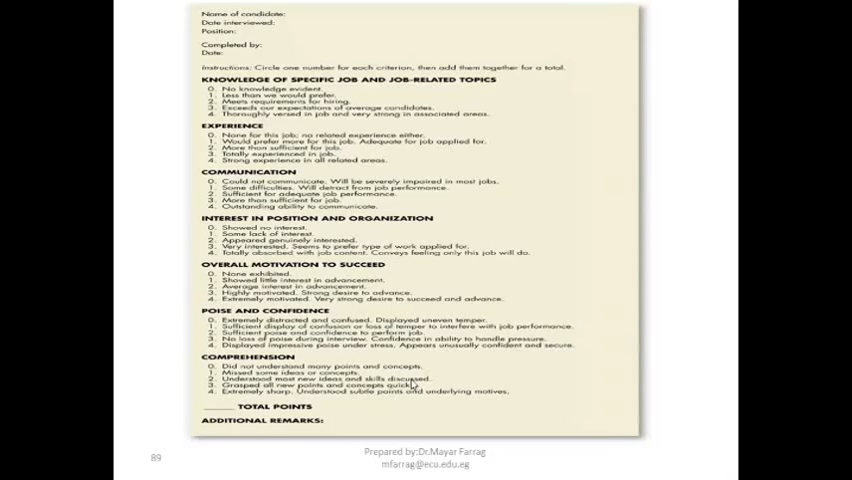 Name of candidate:
Date interviewed:
Position:
Completed by:
Date:
Instructions: Circle one number for each criterion, then add them together for a total.
KNOWLEDGE OF SPECIFIC JOB AND JOB-RELATED TOPICS
0. No knowledge evident.
1. Less than we would prefer.
2. Meets requirements for hiring.
3. Exceeds our expectations of average candidates.
4. Thoroughly versed in job and very strong in associated areas.
EXPERIENCE
0. None for this job; no related experience either.
1. Would prefer more for this job. Adequate for job applied for.
2. More than sufficient for job.
3. Totally experienced in job.
4. Strong experience in all related areas.
COMMUNICATION
0. Could not communicate. Will be severely impaired in most jobs.
1. Some difficulties. Will detract from job performance.
2. Sufficient for adequate job performance.
3. More than sufficient for job.
4. Outstanding ability to communicate.
INTEREST IN POSITION AND ORGANIZATION
0. Showed no interest.
1. Some lack of interest.
2. Appeared genuinely interested.
3. Very interested. Seems to prefer type of work applied for.
4. Totally absorbed with job content. Conveys feeling only this job will do.
OVERALL MOTIVATION TO SUCCEED
0. None exhibited.
1. Showed little interest in advancement.
2. Average interest in advancement.
3. Highly motivated. Strong desire to advance.
4. Extremely motivated. Very strong desire to succeed and advance.
POISE AND CONFIDENCE
0. Extremely distracted and confused. Displayed uneven temper.
1. Sufficient display of confusion or loss of temper to interfere with job performance.
2. Sufficient poise and confidence to perform job.
3. No loss of poise during interview. Confidence in ability to handle pressure.
4. Displayed impressive poise under stress. Appears unusually confident and secure.
COMPREHENSION
0. Did not understand many points and concepts.
1. Missed some ideas or concepts.
2. Understood most new ideas and skills discussed.
3. Grasped all new points and concepts quickly.
4. Extremely sharp. Understood subtle points and underlying motives.
______ TOTAL POINTS
ADDITIONAL REMARKS:
89
Prepared by:Dr.Mayar Farrag
mfarrag@ecu.edu.eg